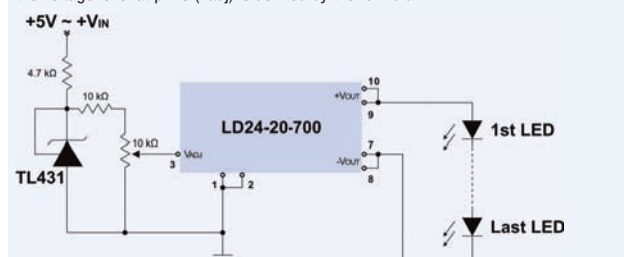 +5V ~ +VIN
4.7 kΩ
10 kΩ
10 kΩ
TL431
3
VADJ
LD24-20-700
+VOUT
-VOUT
10
9
7
8
1
2
1st LED
Last LED